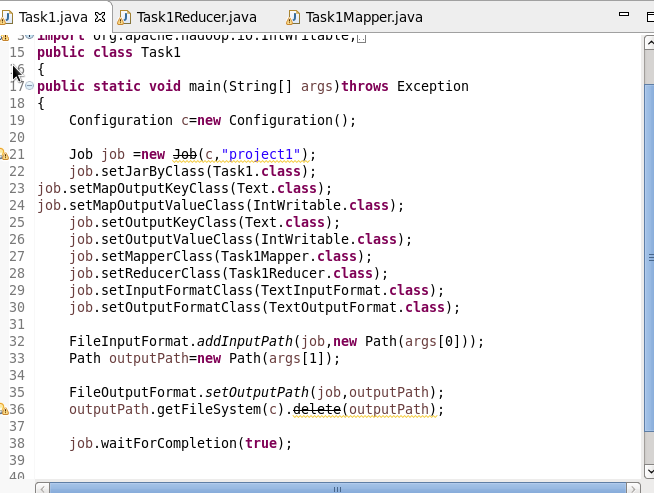 Task1.java Task1Reducer.java Task1Mapper.java
import org.apache.hadoop.io.IntWritable;
15 public class Task1
16 {
17 public static void main(String[] args)throws Exception
18 {
19 Configuration c=new Configuration();
20
21 Job job =new Job(c,"project1");
22 job.setJarByClass(Task1.class);
23 job.setMapOutputKeyClass(Text.class);
24 job.setMapOutputValueClass(IntWritable.class);
25 job.setOutputKeyClass(Text.class);
26 job.setOutputValueClass(IntWritable.class);
27 job.setMapperClass(Task1Mapper.class);
28 job.setReducerClass(Task1Reducer.class);
29 job.setInputFormatClass(TextInputFormat.class);
30 job.setOutputFormatClass(TextOutputFormat.class);
31
32 FileInputFormat.addInputPath(job,new Path(args[0]));
33 Path outputPath=new Path(args[1]);
34
35 FileOutputFormat.setOutputPath(job,outputPath);
36 outputPath.getFileSystem(c).delete(outputPath);
37
38 job.waitForCompletion(true);
39
40